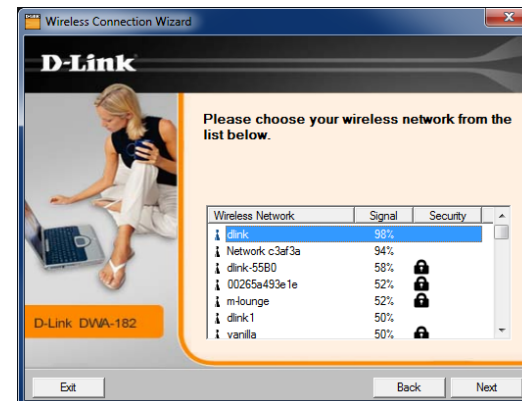 Wireless Connection Wizard
D-Link
Please choose your wireless network from the
list below.
Wireless Network Signal Security
dlink 98%
Network c3af3a 94%
dlink-55B0 58%
00265a493e1e 52%
m-lounge 52%
dlink1 50%
vanilla 50%
D-Link DWA-182
Exit Back Next